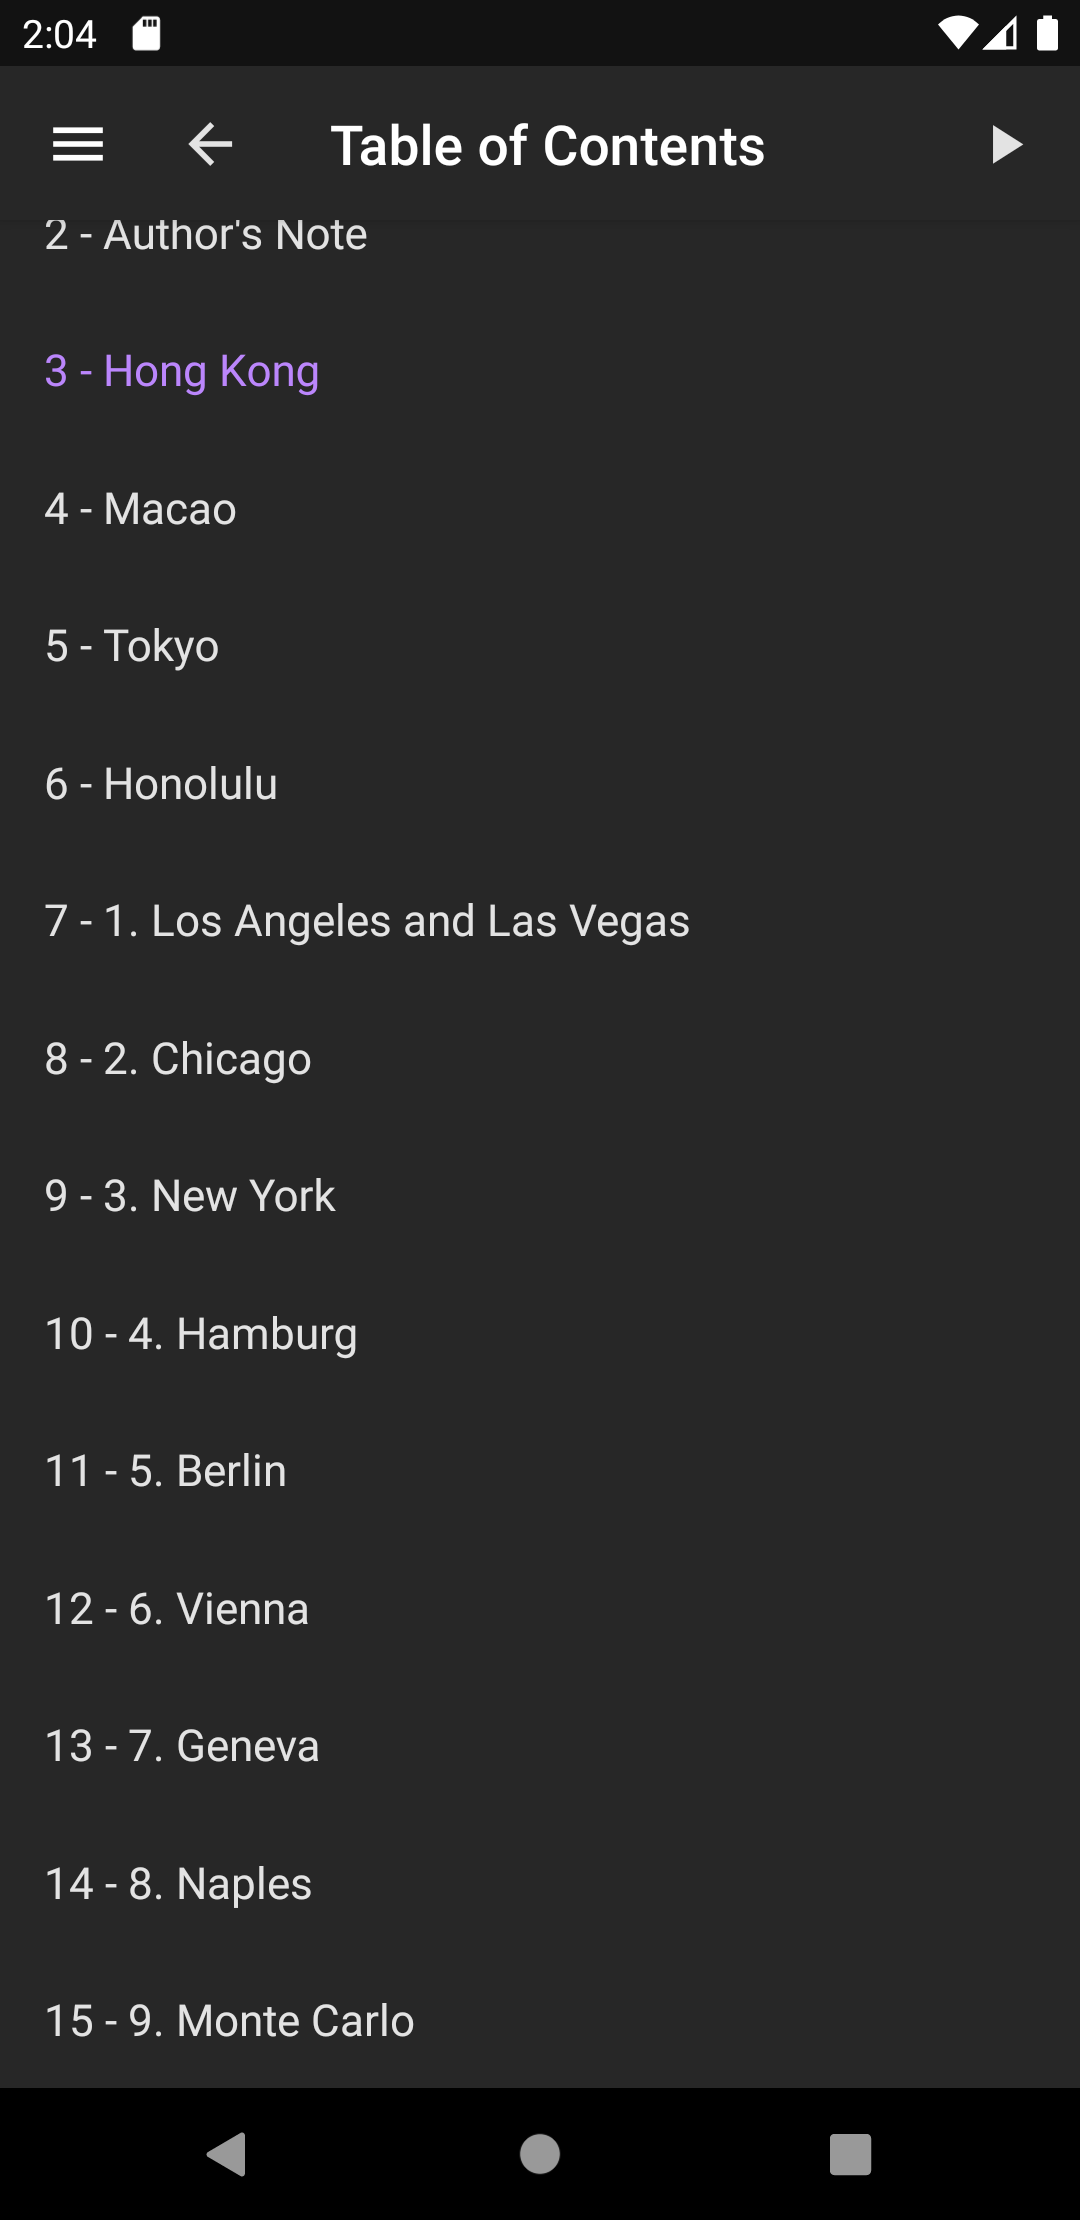 2:04
Table of Contents
2 - Author's Note
3 - Hong Kong
4 - Macao
5 - Tokyo
6 - Honolulu
7 - 1. Los Angeles and Las Vegas
8 - 2. Chicago
9 - 3. New York
10 - 4. Hamburg
11 - 5. Berlin
12 - 6. Vienna
13 - 7. Geneva
14 - 8. Naples
15 - 9. Monte Carlo